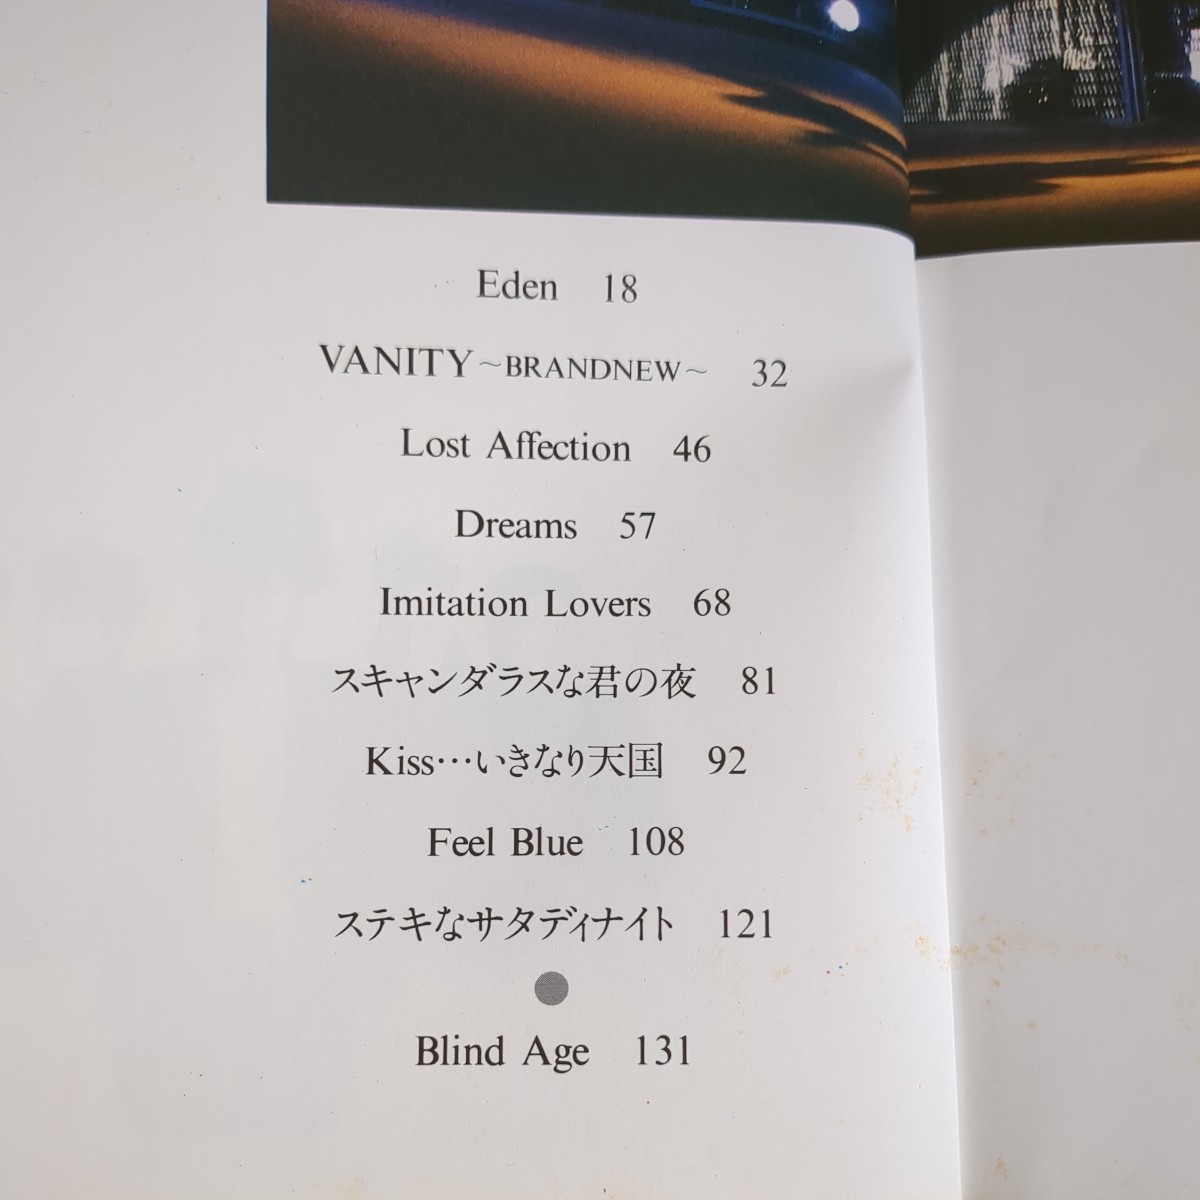 Eden 18
VANITY～BRANDNEW～ 32
Lost Affection 46
Dreams 57
Imitation Lovers 68
スキャンダラスな君の夜 81
Kiss…いきなり天国 92
Feel Blue 108
ステキなサタディナイト 121
Blind Age 131